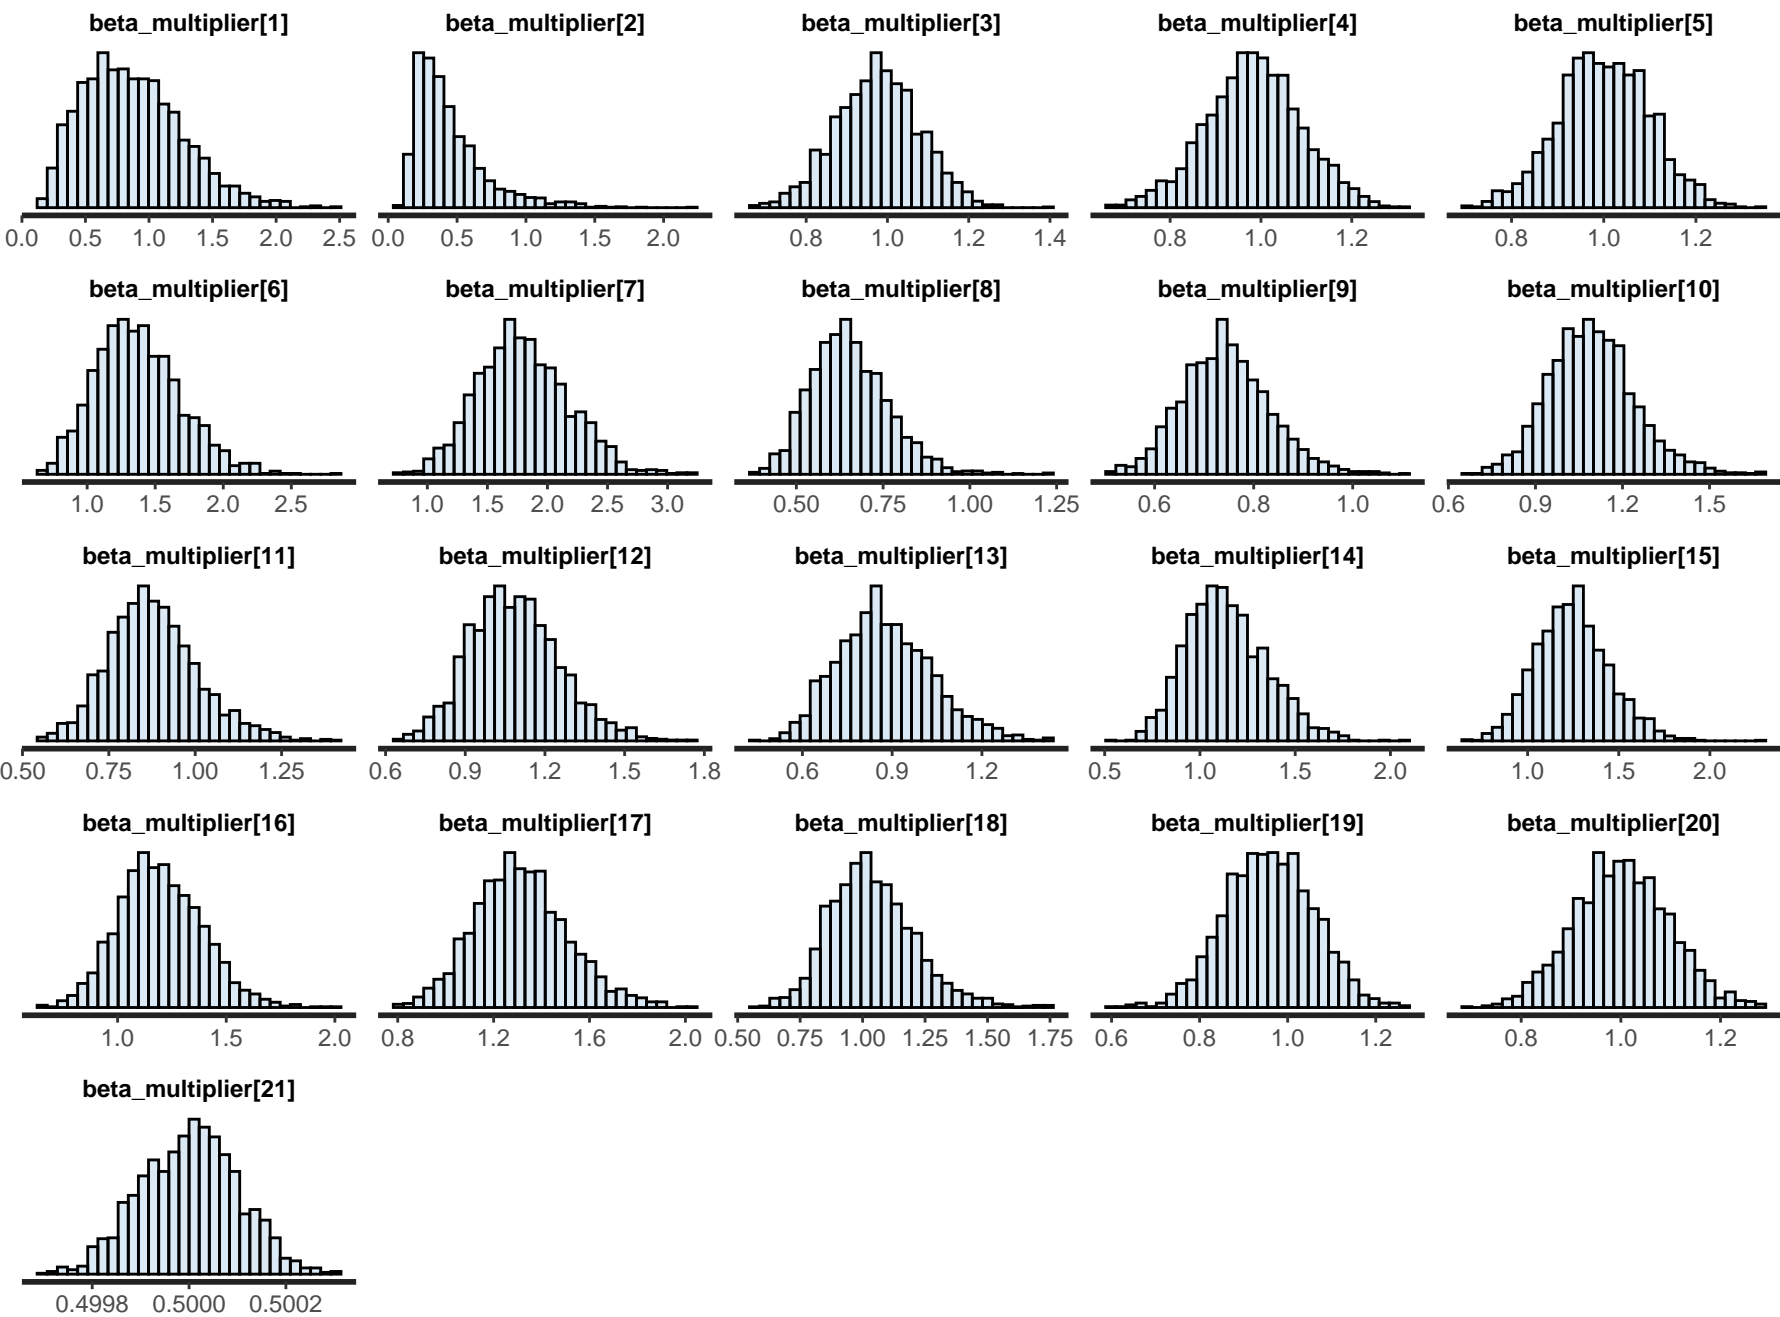 beta_multiplier[1] beta_multiplier[2] beta_multiplier[3] beta_multiplier[4] beta_multiplier[5]
0.0 0.5 1.0 1.5 2.0 2.5 0.0 0.5 1.0 1.5 2.0 0.8 1.0 1.2 1.4 0.8 1.0 1.2 0.8 1.0 1.2
beta_multiplier[6] beta_multiplier[7] beta_multiplier[8] beta_multiplier[9] beta_multiplier[10]
1.0 1.5 2.0 2.5 1.0 1.5 2.0 2.5 3.0 0.50 0.75 1.00 1.25 0.6 0.8 1.0 0.6 0.9 1.2 1.5
beta_multiplier[11] beta_multiplier[12] beta_multiplier[13] beta_multiplier[14] beta_multiplier[15]
0.50 0.75 1.00 1.25 0.6 0.9 1.2 1.5 1.8 0.6 0.9 1.2 0.5 1.0 1.5 2.0 1.0 1.5 2.0
beta_multiplier[16] beta_multiplier[17] beta_multiplier[18] beta_multiplier[19] beta_multiplier[20]
1.0 1.5 2.0 0.8 1.2 1.6 2.0 0.50 0.75 1.00 1.25 1.50 1.75 0.6 0.8 1.0 1.2 0.8 1.0 1.2
beta_multiplier[21]
0.4998 0.5000 0.5002